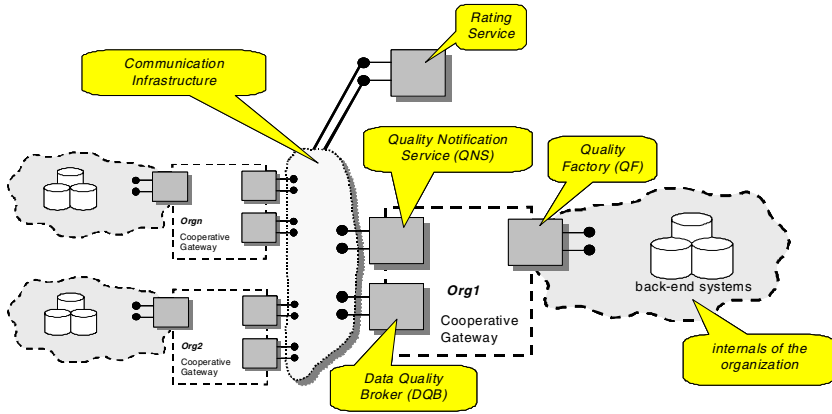 Rating
Service
Communication
Infrastructure
Quality Notification
Service (QNS)
Quality
Factory (QF)
Orgn
Cooperative
Gateway
Org1
Cooperative
Gateway
back-end systems
Org2
Cooperative
Gateway
Data Quality
Broker (DQB)
internals of the
organization